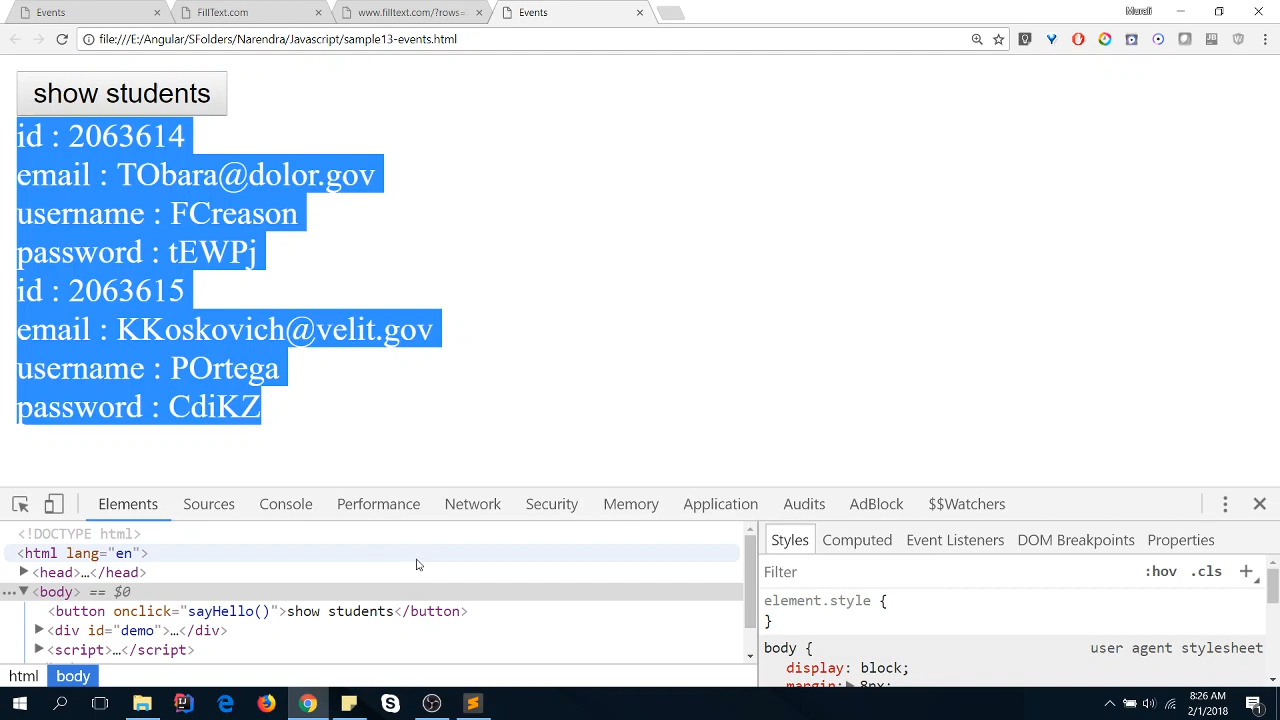 Events
FillText.com
www.filltext.com/?rows=
Events
Murali
file:///E:/Angular/SFolders/Narendra/Javascript/sample13-events.html
show students
id : 2063614
email : TObara@dolor.gov
username : FCreason
password : tEWPj
id : 2063615
email : KKoskovich@velit.gov
username : POrtega
password : CdiKZ
Elements Sources Console Performance Network Security Memory Application Audits AdBlock $$Watchers
<!DOCTYPE html>
<html lang="en">
<head>…</head>
<body> == $0
<button onclick="sayHello()">show students</button>
<div id="demo">…</div>
<script>…</script>
html body
Styles Computed Event Listeners DOM Breakpoints Properties
Filter :hov .cls
element.style {
}
body { user agent stylesheet
display: block;
margin: 8px;
8:26 AM
2/1/2018